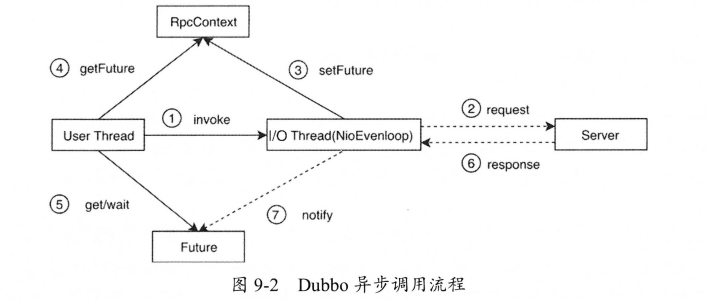 RpcContext
④ getFuture
③ setFuture
① invoke
② request
User Thread
I/O Thread(NioEvenloop)
Server
⑥ response
⑤ get/wait
⑦ notify
Future
图 9-2 Dubbo 异步调用流程